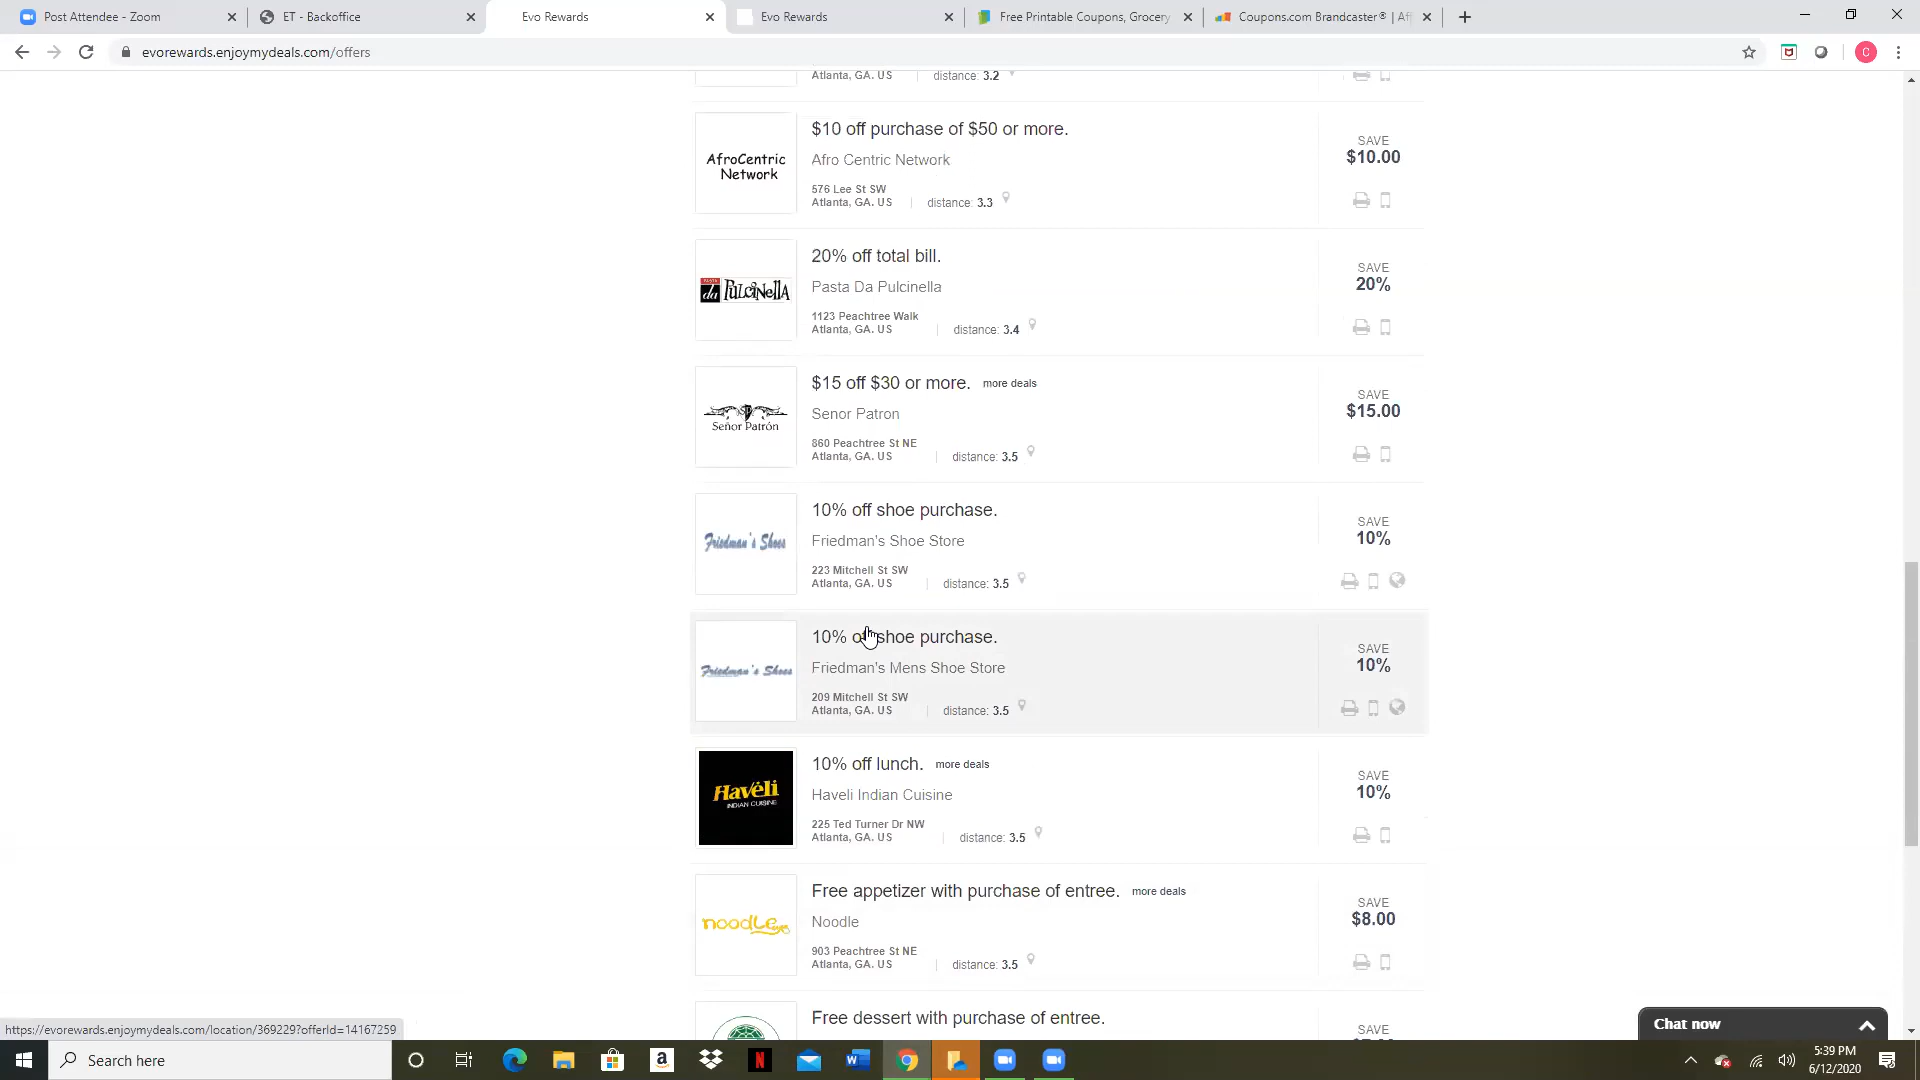 Post Attendee - Zoom
ET - Backoffice
Evo Rewards
Evo Rewards
Free Printable Coupons, Grocery
Coupons.com Brandcaster® | Af
evorewards.enjoymydeals.com/offers
C
Atlanta, GA. US | distance: 3.2
AfroCentric
Network
$10 off purchase of $50 or more.
Afro Centric Network
576 Lee St SW
Atlanta, GA. US | distance: 3.3
SAVE
$10.00
PASTA
da PULCINELLA
20% off total bill.
Pasta Da Pulcinella
1123 Peachtree Walk
Atlanta, GA. US | distance: 3.4
SAVE
20%
Señor Patrón
$15 off $30 or more. more deals
Senor Patron
860 Peachtree St NE
Atlanta, GA. US | distance: 3.5
SAVE
$15.00
Friedman's Shoes
10% off shoe purchase.
Friedman's Shoe Store
223 Mitchell St SW
Atlanta, GA. US | distance: 3.5
SAVE
10%
Friedman's Shoes
10% off shoe purchase.
Friedman's Mens Shoe Store
209 Mitchell St SW
Atlanta, GA. US | distance: 3.5
SAVE
10%
Haveli
INDIAN CUISINE
10% off lunch. more deals
Haveli Indian Cuisine
225 Ted Turner Dr NW
Atlanta, GA. US | distance: 3.5
SAVE
10%
noodle
Free appetizer with purchase of entree. more deals
Noodle
903 Peachtree St NE
Atlanta, GA. US | distance: 3.5
SAVE
$8.00
Free dessert with purchase of entree.
SAVE
https://evorewards.enjoymydeals.com/location/369229?offerId=14167259
Chat now
Search here
5:39 PM
6/12/2020